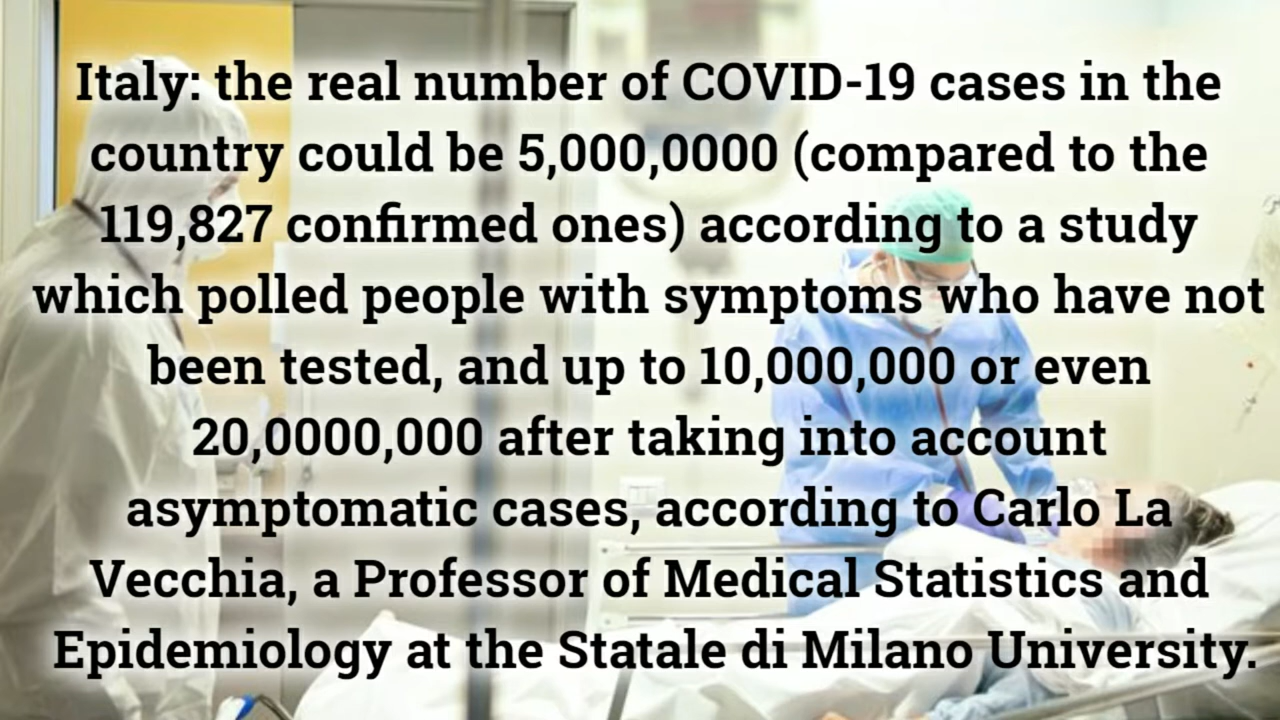 Italy: the real number of COVID-19 cases in the
country could be 5,000,0000 (compared to the
119,827 confirmed ones) according to a study
which polled people with symptoms who have not
been tested, and up to 10,000,000 or even
20,0000,000 after taking into account
asymptomatic cases, according to Carlo La
Vecchia, a Professor of Medical Statistics and
Epidemiology at the Statale di Milano University.